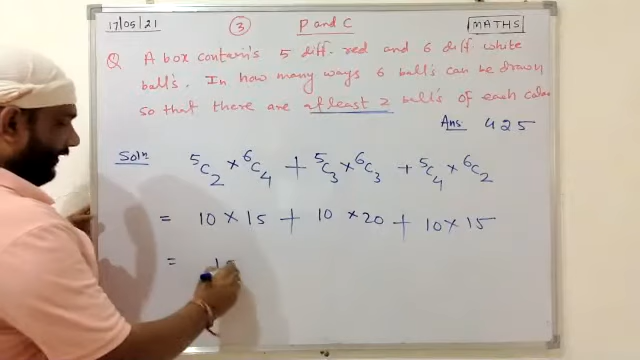 17/05/21 3 P and C MATHS
Q A box contain's 5 diff. red and 6 diff white
ball's. In how many ways 6 ball's can be drawn
so that there are atleast 2 ball's of each color
Ans 425
Soln ⁵C₂ × ⁶C₄ + ⁵C₃ × ⁶C₃ + ⁵C₄ × ⁶C₂
= 10 × 15 + 10 × 20 + 10 × 15
= 15